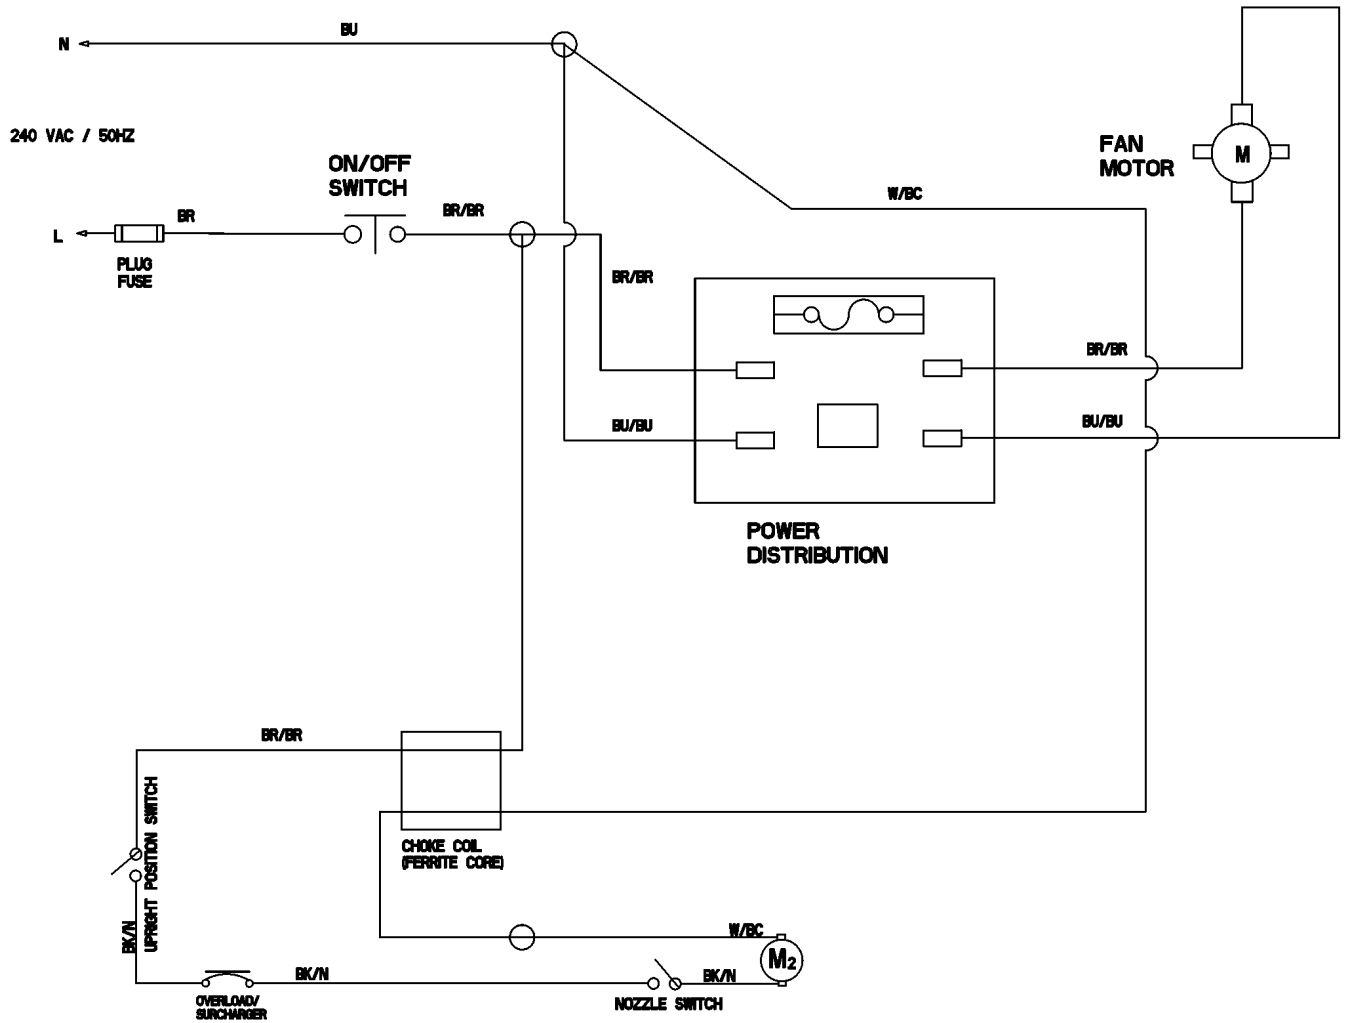 BU
N
240 VAC / 50HZ
ON/OFF
SWITCH
FAN
MOTOR
M
W/BC
BR
BR/BR
L
PLUG
FUSE
BR/BR
BR/BR
BU/BU
BU/BU
POWER
DISTRIBUTION
BR/BR
UPRIGHT POSITION SWITCH
CHOKE COIL
(FERRITE CORE)
BK/N
W/BC
M2
BK/N
BK/N
OVERLOAD/
SURCHARGER
NOZZLE SWITCH